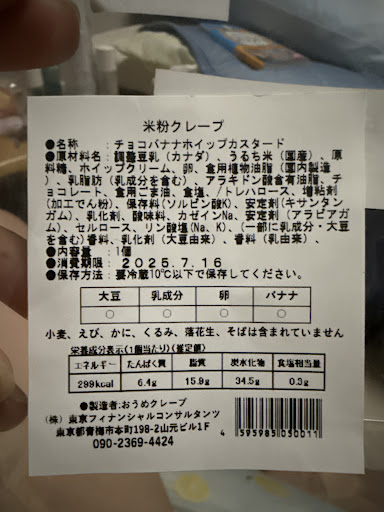 米粉クレープ
●名称　　：チョコバナナホイップカスタード
●原材料名：調整豆乳（カナダ）、うるち米（国産）、原
料糖、ホイップクリーム、卵、食用植物油脂（国内製造
）、乳脂肪（乳成分を含む）、アラキドン酸含有油脂、チ
ョコレート、食用ごま油、食塩、／トレハロース、増粘剤
（加工でん粉）、保存料（ソルビン酸K）、安定剤（キサンタン
ガム）、乳化剤、酸味料、カゼインNa、安定剤（アラビアガ
ム）、セルロース、リン酸塩（Na、K）、（一部に乳成分・大豆
を含む）香料、乳化剤（大豆由来）、香料（乳由来）、
●内容量　：1個
●消費期限：2025.7.16
●保存方法：要冷蔵10℃以下で保存してください。
大豆 乳成分 卵 バナナ
○ ○ ○ ○
小麦、えび、かに、くるみ、落花生、そばは含まれていません
栄養成分表示(1個当たり)(推定値)
エネルギー たんぱく質 脂質 炭水化物 食塩相当量
299kcal 6.4g 15.9g 34.5g 0.3g
●製造者:おうめクレープ
（株）東京フィナンシャルコンサルタンツ
東京都青梅市本町198-2山元ビル1F
090-2369-4424
4 595985 030011